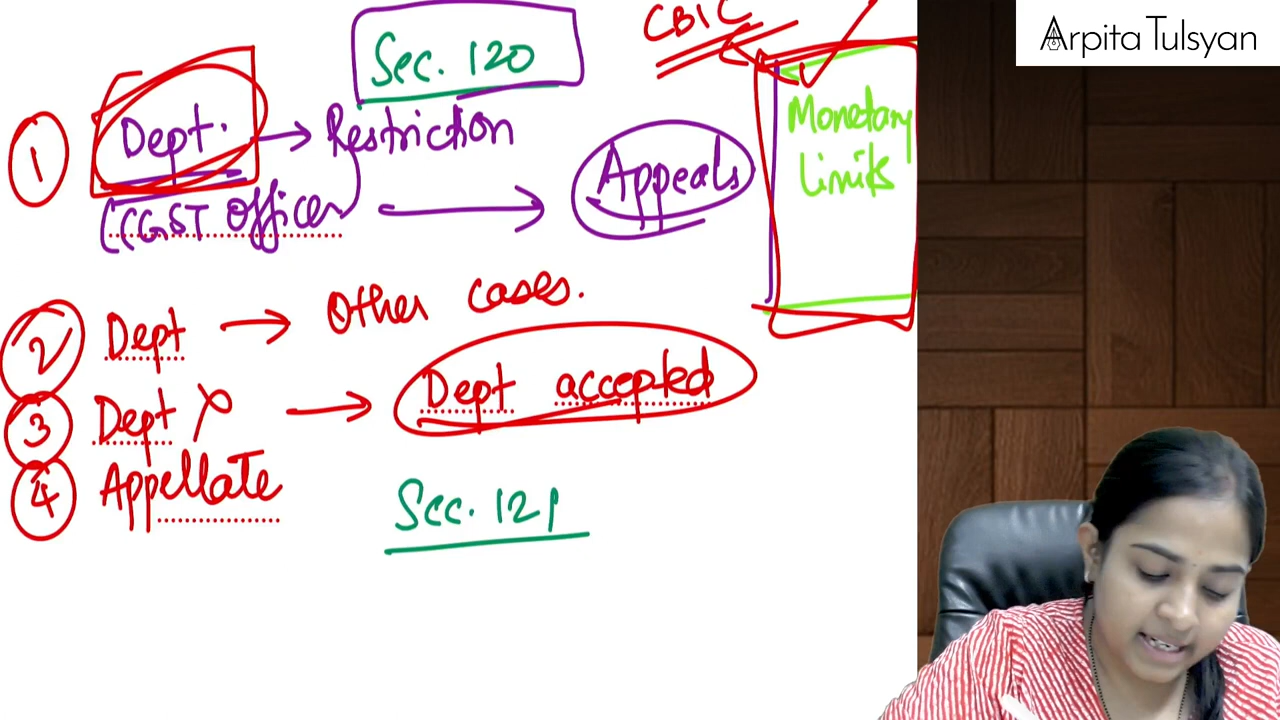 CBIC
Sec. 120
1 Dept. → Restriction
(CGST Officer → Appeals
Monetary
Limits
2 Dept → Other cases.
3 Dept → Dept accepted
4 Appellate
Sec. 121
Arpita Tulsyan